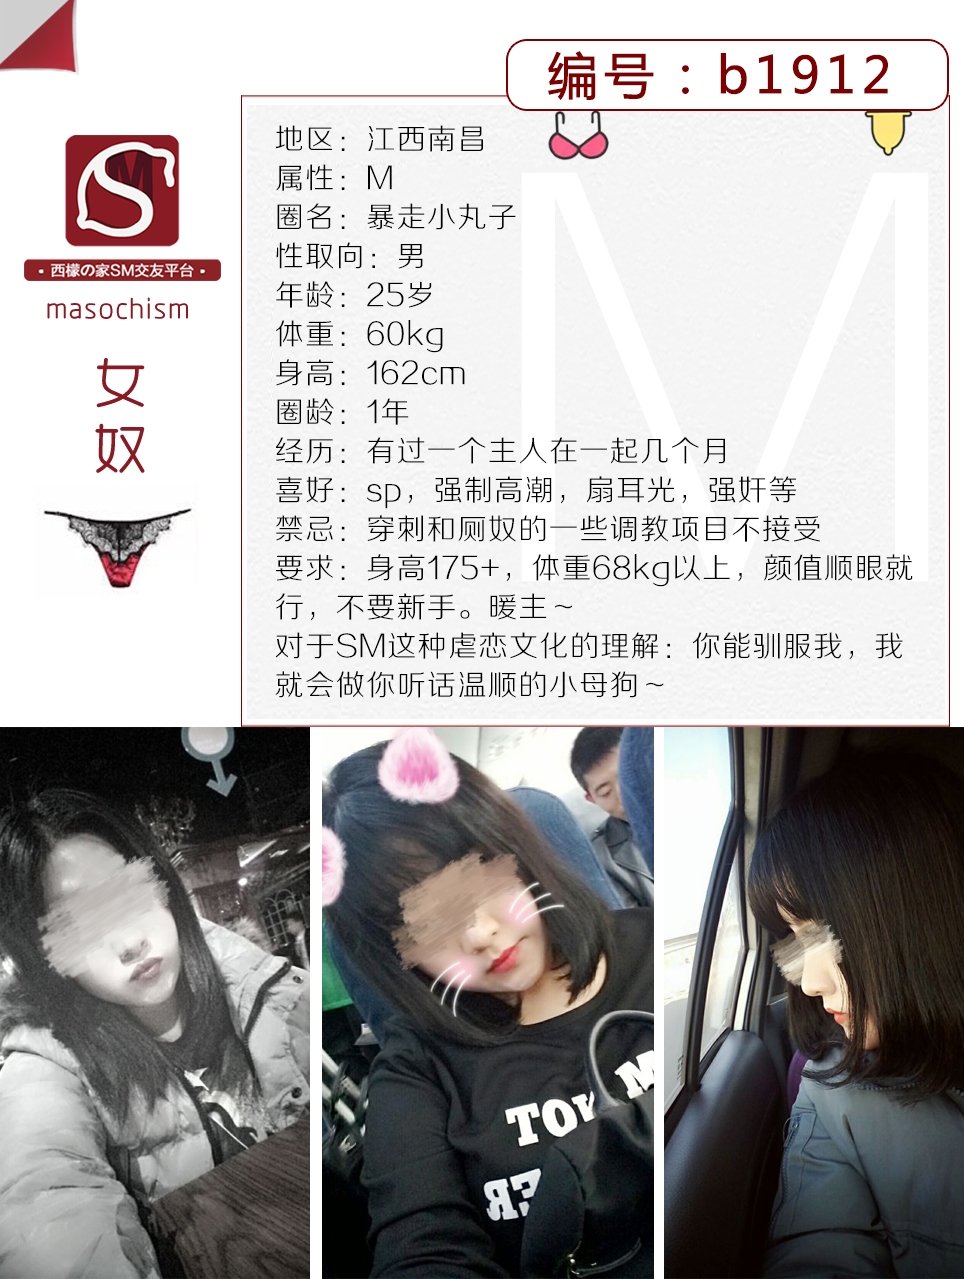 编号：b1912
SM
·西檬の家SM交友平台·
masochism
女
奴
M
地区：江西南昌
属性：M
圈名：暴走小丸子
性取向：男
年龄：25岁
体重：60kg
身高：162cm
圈龄：1年
经历：有过一个主人在一起几个月
喜好：sp，强制高潮，扇耳光，强奸等
禁忌：穿刺和厕奴的一些调教项目不接受
要求：身高175+，体重68kg以上，颜值顺眼就
行，不要新手。暖主~
对于SM这种虐恋文化的理解：你能驯服我，我
就会做你听话温顺的小母狗~
TOW
M